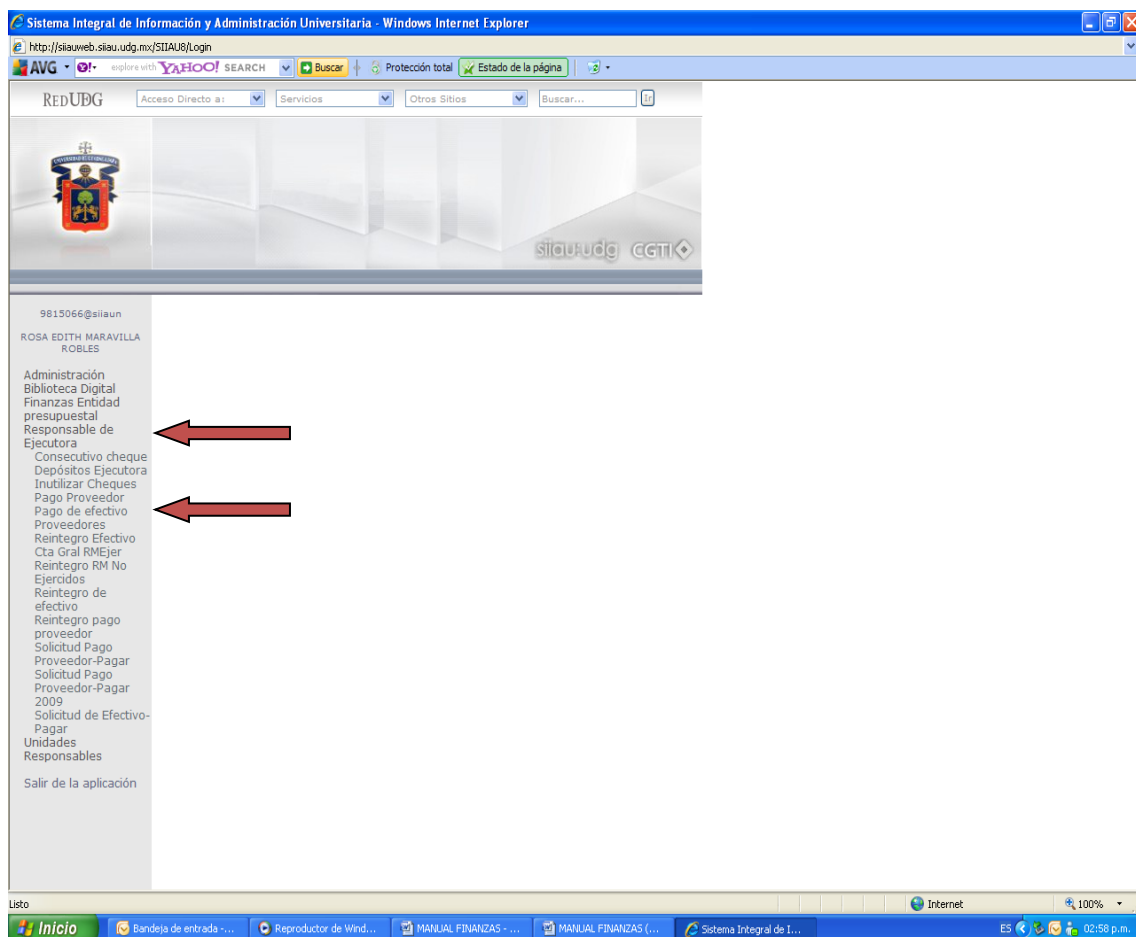 Sistema Integral de Información y Administración Universitaria - Windows Internet Explorer
http://siiauweb.siiau.udg.mx/SIIAU8/Login
AVG explore with YAHOO! SEARCH Buscar Protección total Estado de la página
RED UDG Acceso Directo a: Servicios Otros Sitios Buscar... Ir
siiau:udg CGTI
9815066@siiaun
ROSA EDITH MARAVILLA
ROBLES
Administración
Biblioteca Digital
Finanzas Entidad
presupuestal
Responsable de
Ejecutora
Consecutivo cheque
Depósitos Ejecutora
Inutilizar Cheques
Pago Proveedor
Pago de efectivo
Proveedores
Reintegro Efectivo
Cta Gral RMEjer
Reintegro RM No
Ejercidos
Reintegro de
efectivo
Reintegro pago
proveedor
Solicitud Pago
Proveedor-Pagar
Solicitud Pago
Proveedor-Pagar
2009
Solicitud de Efectivo-
Pagar
Unidades
Responsables
Salir de la aplicación
Listo Internet 100%
Inicio Bandeja de entrada -... Reproductor de Wind... MANUAL FINANZAS - ... MANUAL FINANZAS (... Sistema Integral de I... ES 02:58 p.m.